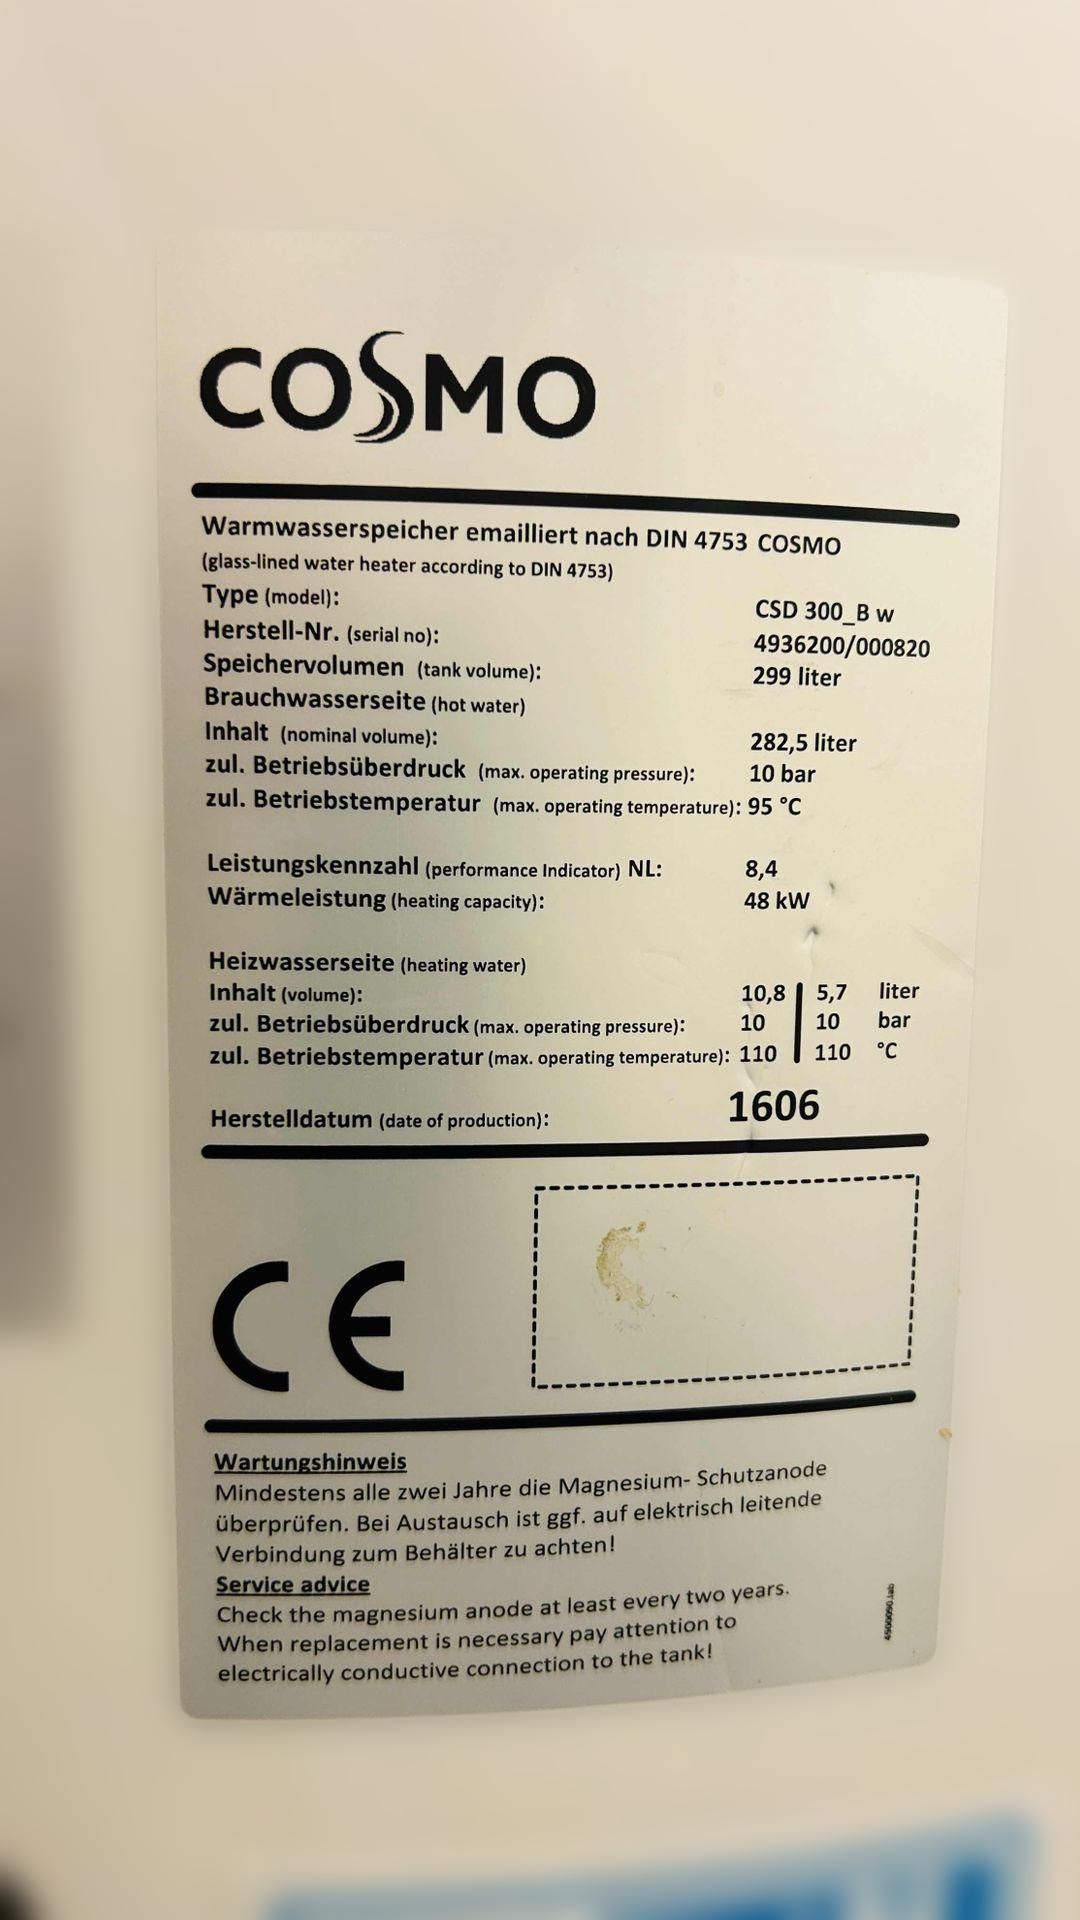 COSMO
Warmwasserspeicher emailliert nach DIN 4753 COSMO
(glass-lined water heater according to DIN 4753)
Type (model): CSD 300_B w
Herstell-Nr. (serial no): 4936200/000820
Speichervolumen (tank volume): 299 liter
Brauchwasserseite (hot water)
Inhalt (nominal volume): 282,5 liter
zul. Betriebsüberdruck (max. operating pressure): 10 bar
zul. Betriebstemperatur (max. operating temperature): 95 °C
Leistungskennzahl (performance Indicator) NL: 8,4
Wärmeleistung (heating capacity): 48 kW
Heizwasserseite (heating water)
Inhalt (volume): 10,8 | 5,7 liter
zul. Betriebsüberdruck (max. operating pressure): 10 | 10 bar
zul. Betriebstemperatur (max. operating temperature): 110 | 110 °C
Herstelldatum (date of production): 1606
CE
Wartungshinweis
Mindestens alle zwei Jahre die Magnesium- Schutzanode
überprüfen. Bei Austausch ist ggf. auf elektrisch leitende
Verbindung zum Behälter zu achten!
Service advice
Check the magnesium anode at least every two years.
When replacement is necessary pay attention to
electrically conductive connection to the tank!
4900090.lab